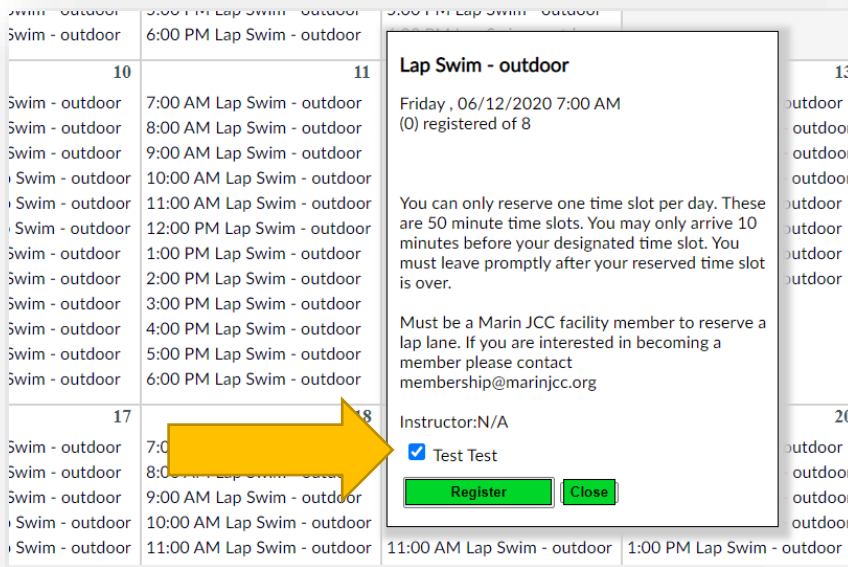 Swim - outdoor
6:00 PM Lap Swim - outdoor
10
Swim - outdoor
Swim - outdoor
Swim - outdoor
Swim - outdoor
Swim - outdoor
Swim - outdoor
Swim - outdoor
Swim - outdoor
Swim - outdoor
Swim - outdoor
Swim - outdoor
Swim - outdoor
11
7:00 AM Lap Swim - outdoor
8:00 AM Lap Swim - outdoor
9:00 AM Lap Swim - outdoor
10:00 AM Lap Swim - outdoor
11:00 AM Lap Swim - outdoor
12:00 PM Lap Swim - outdoor
1:00 PM Lap Swim - outdoor
2:00 PM Lap Swim - outdoor
3:00 PM Lap Swim - outdoor
4:00 PM Lap Swim - outdoor
5:00 PM Lap Swim - outdoor
6:00 PM Lap Swim - outdoor
Lap Swim - outdoor
Friday , 06/12/2020 7:00 AM
(0) registered of 8
You can only reserve one time slot per day. These
are 50 minute time slots. You may only arrive 10
minutes before your designated time slot. You
must leave promptly after your reserved time slot
is over.
Must be a Marin JCC facility member to reserve a
lap lane. If you are interested in becoming a
member please contact
membership@marinjcc.org
Instructor:N/A
Test Test
Register Close
13
outdoor
outdoor
outdoor
outdoor
outdoor
outdoor
outdoor
outdoor
17
Swim - outdoor
Swim - outdoor
Swim - outdoor
Swim - outdoor
Swim - outdoor
18
9:00 AM Lap Swim - outdoor
10:00 AM Lap Swim - outdoor
11:00 AM Lap Swim - outdoor
11:00 AM Lap Swim - outdoor
20
outdoor
outdoor
outdoor
outdoor
1:00 PM Lap Swim - outdoor